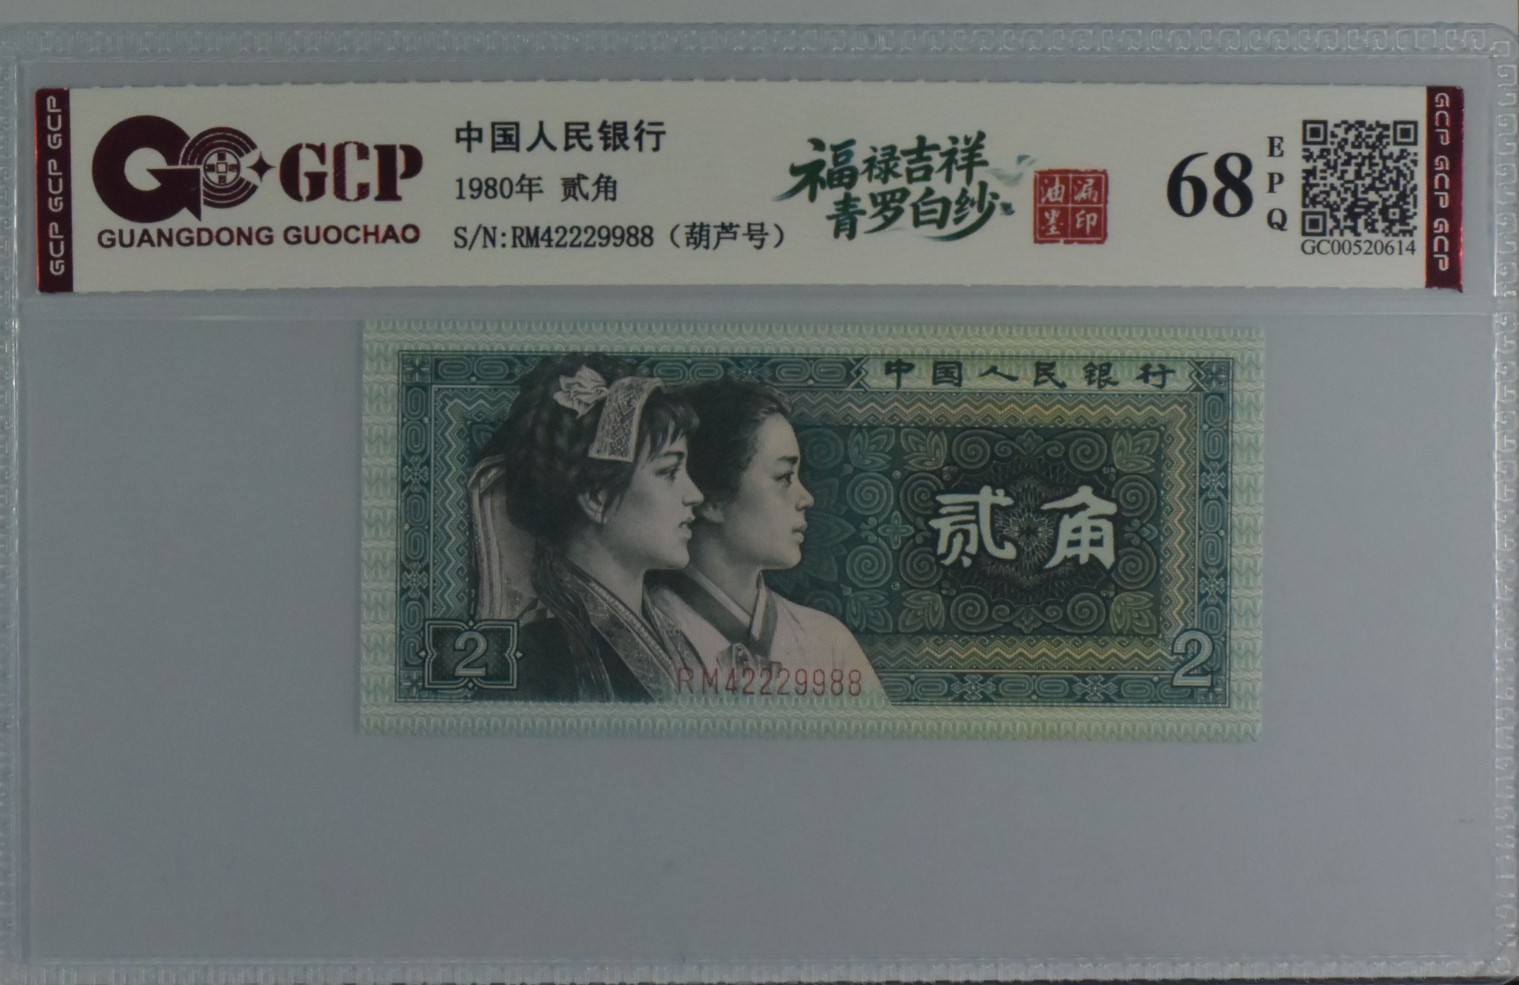 GCP GCP GCP
GCP
GUANGDONG GUOCHAO
中国人民银行
1980年 贰角
S/N:RM42229988（葫芦号）
福禄吉祥
青罗白纱
油漏
墨印
68
EPQ
GC00520614
GCP GCP GCP
中国人民银行
贰角
2
2
RM42229988